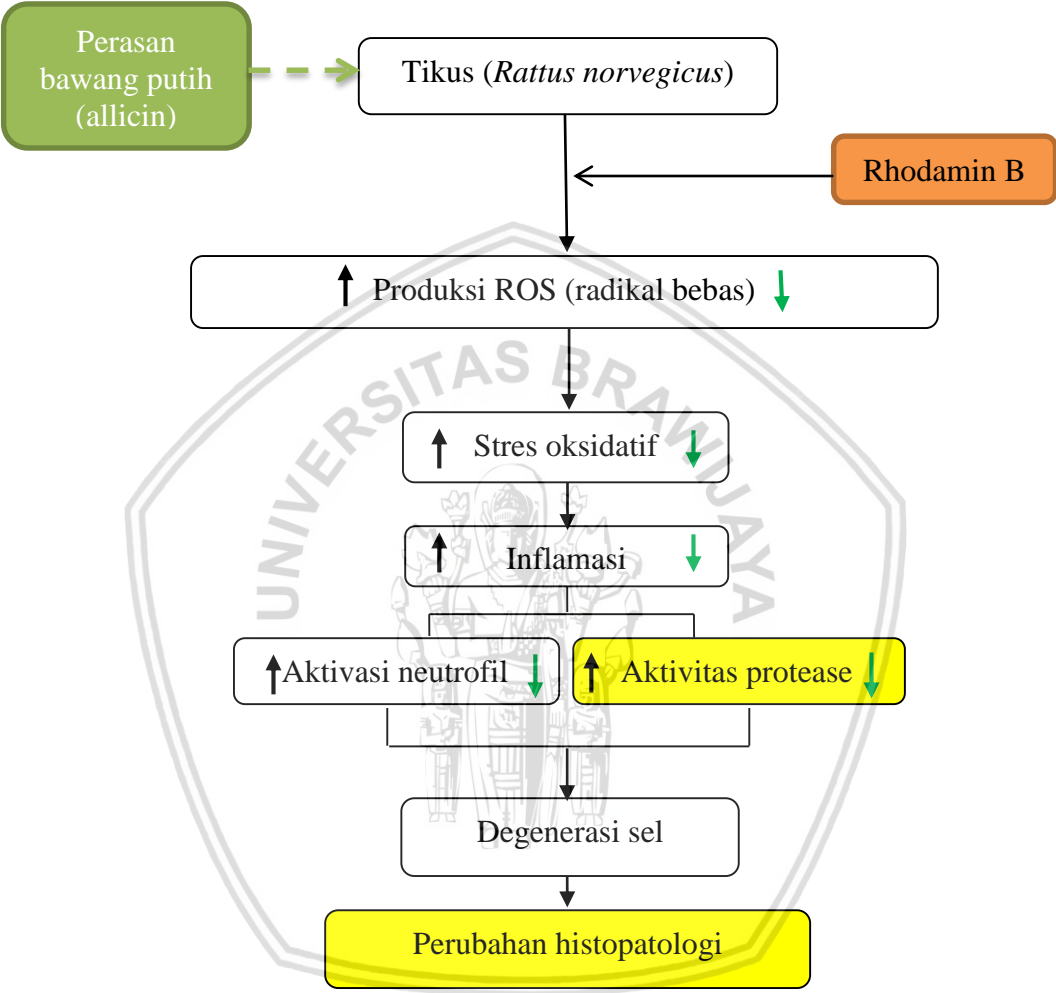 Perasan
bawang putih
(allicin)
Tikus (Rattus norvegicus)
Rhodamin B
Produksi ROS (radikal bebas)
UNIVERSITAS BRAWIJAYA
Stres oksidatif
Inflamasi
Aktivasi neutrofil
Aktivitas protease
Degenerasi sel
Perubahan histopatologi